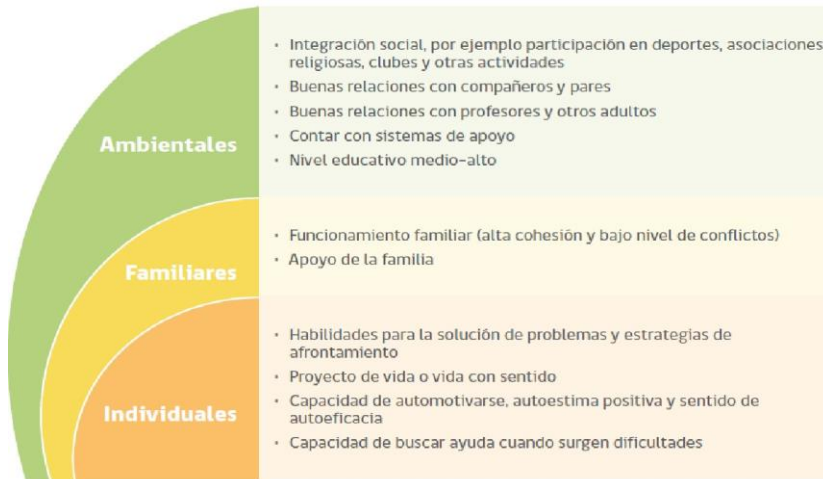 Ambientales
· Integración social, por ejemplo participación en deportes, asociaciones
religiosas, clubes y otras actividades
· Buenas relaciones con compañeros y pares
· Buenas relaciones con profesores y otros adultos
· Contar con sistemas de apoyo
· Nivel educativo medio-alto
Familiares
· Funcionamiento familiar (alta cohesión y bajo nivel de conflictos)
· Apoyo de la familia
Individuales
· Habilidades para la solución de problemas y estrategias de
afrontamiento
· Proyecto de vida o vida con sentido
· Capacidad de automotivarse, autoestima positiva y sentido de
autoeficacia
· Capacidad de buscar ayuda cuando surgen dificultades